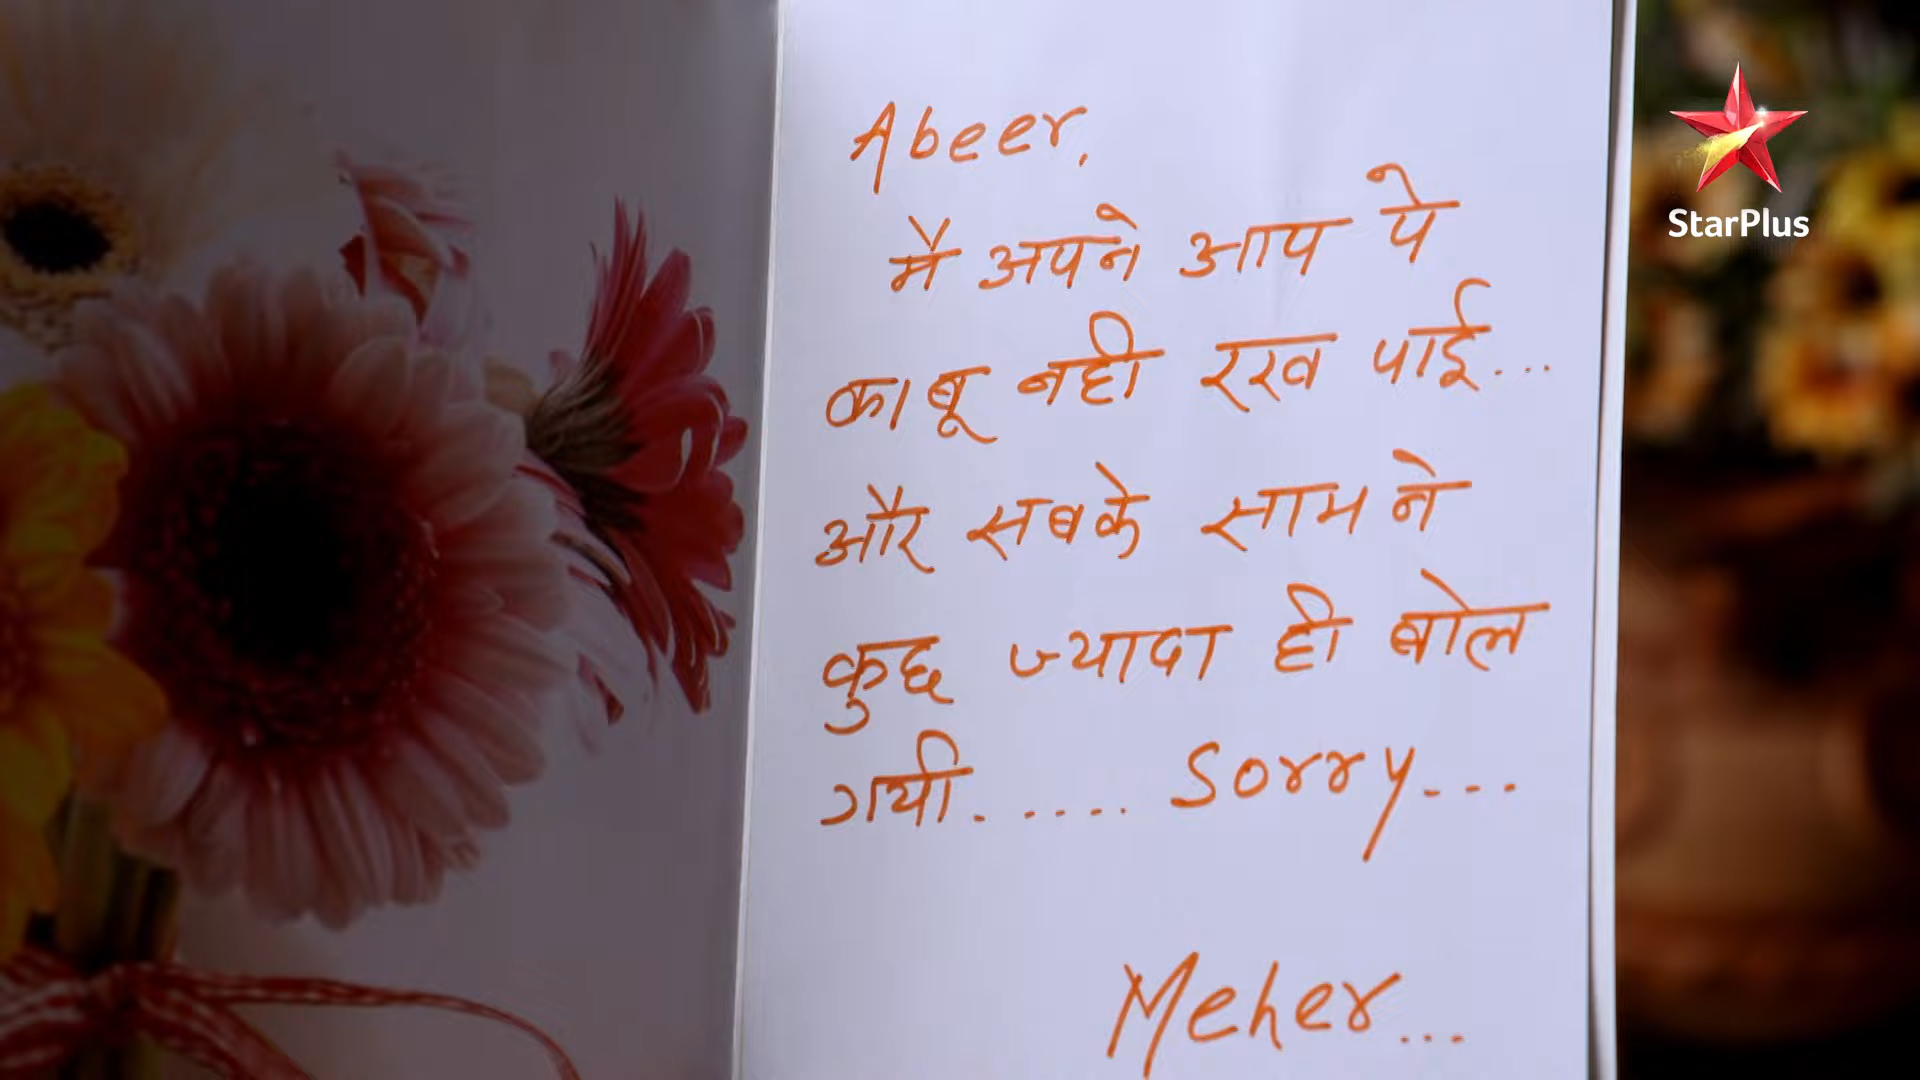 Abeer,
मै अपने आप पे
काबू नही रख पाई...
और सबके सामने
कुछ ज्यादा ही बोल
गयी...... Sorry....
Meher...
StarPlus